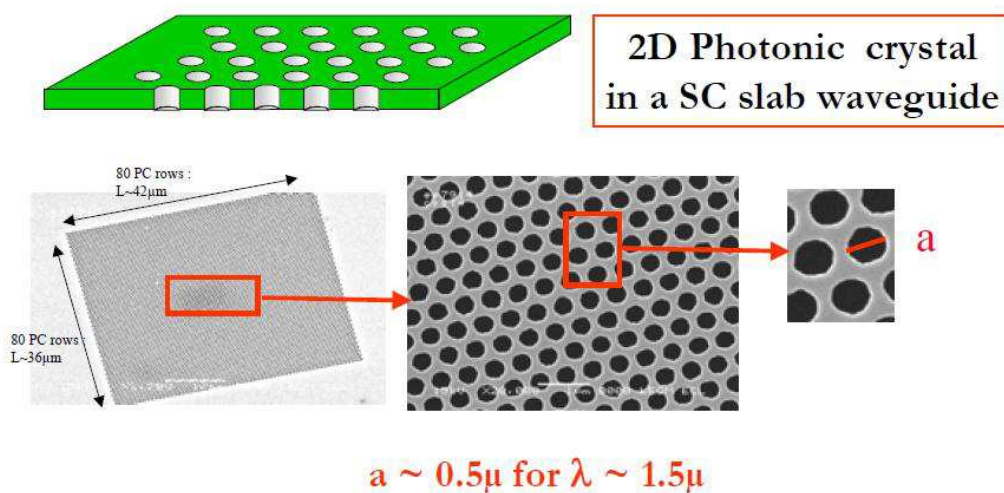 2D Photonic crystal
in a SC slab waveguide
80 PC rows :
L~42µm
a
80 PC rows :
L~36µm
a ~ 0.5µ for λ ~ 1.5µ